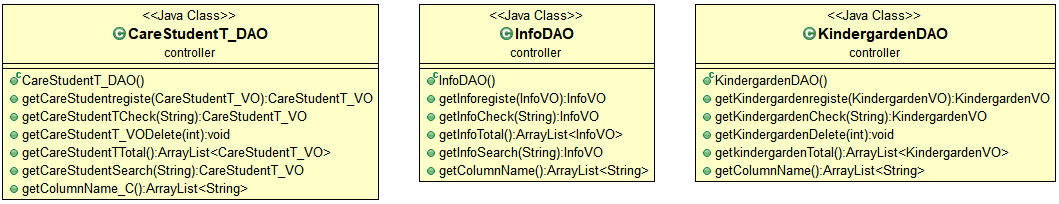 <<Java Class>>
CareStudentT_DAO
controller
CareStudentT_DAO()
getCareStudentregiste(CareStudentT_VO):CareStudentT_VO
getCareStudentTCheck(String):CareStudentT_VO
getCareStudentT_VODelete(int):void
getCareStudentTTotal():ArrayList<CareStudentT_VO>
getCareStudentSearch(String):CareStudentT_VO
getColumnName_C():ArrayList<String>
<<Java Class>>
InfoDAO
controller
InfoDAO()
getInforegiste(InfoVO):InfoVO
getInfoCheck(String):InfoVO
getInfoTotal():ArrayList<InfoVO>
getInfoSearch(String):InfoVO
getColumnName():ArrayList<String>
<<Java Class>>
KindergardenDAO
controller
KindergardenDAO()
getKindergardenregiste(KindergardenVO):KindergardenVO
getKindergardenCheck(String):KindergardenVO
getKindergardenDelete(int):void
getkindergardenTotal():ArrayList<KindergardenVO>
getColumnName():ArrayList<String>